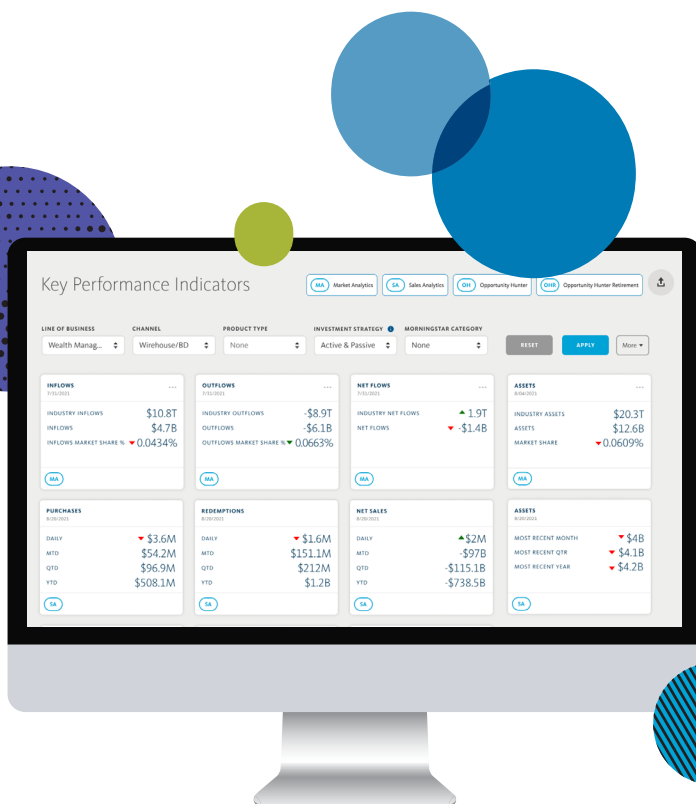 Key Performance Indicators
MA Market Analytics
SA Sales Analytics
OH Opportunity Hunter
OHR Opportunity Hunter Retirement
LINE OF BUSINESS CHANNEL PRODUCT TYPE INVESTMENT STRATEGY i MORNINGSTAR CATEGORY
Wealth Manag... Wirehouse/BD None Active & Passive None RESET APPLY More
INFLOWS ...
7/31/2021
INDUSTRY INFLOWS $10.8T
INFLOWS $4.7B
INFLOWS MARKET SHARE % 0.0434%
MA
OUTFLOWS ...
7/31/2021
INDUSTRY OUTFLOWS -$8.9T
OUTFLOWS -$6.1B
OUTFLOWS MARKET SHARE % 0.0663%
MA
NET FLOWS ...
7/31/2021
INDUSTRY NET FLOWS 1.9T
NET FLOWS -$1.4B
MA
ASSETS ...
8/04/2021
INDUSTRY ASSETS $20.3T
ASSETS $12.6B
MARKET SHARE 0.0609%
MA
PURCHASES
8/20/2021
DAILY $3.6M
MTD $54.2M
QTD $96.9M
YTD $508.1M
SA
REDEMPTIONS
8/20/2021
DAILY $1.6M
MTD $151.1M
QTD $212M
YTD $1.2B
SA
NET SALES
8/20/2021
DAILY $2M
MTD -$97B
QTD -$115.1B
YTD -$738.5B
SA
ASSETS
8/20/2021
MOST RECENT MONTH $4B
MOST RECENT QTR $4.1B
MOST RECENT YEAR $4.2B
SA